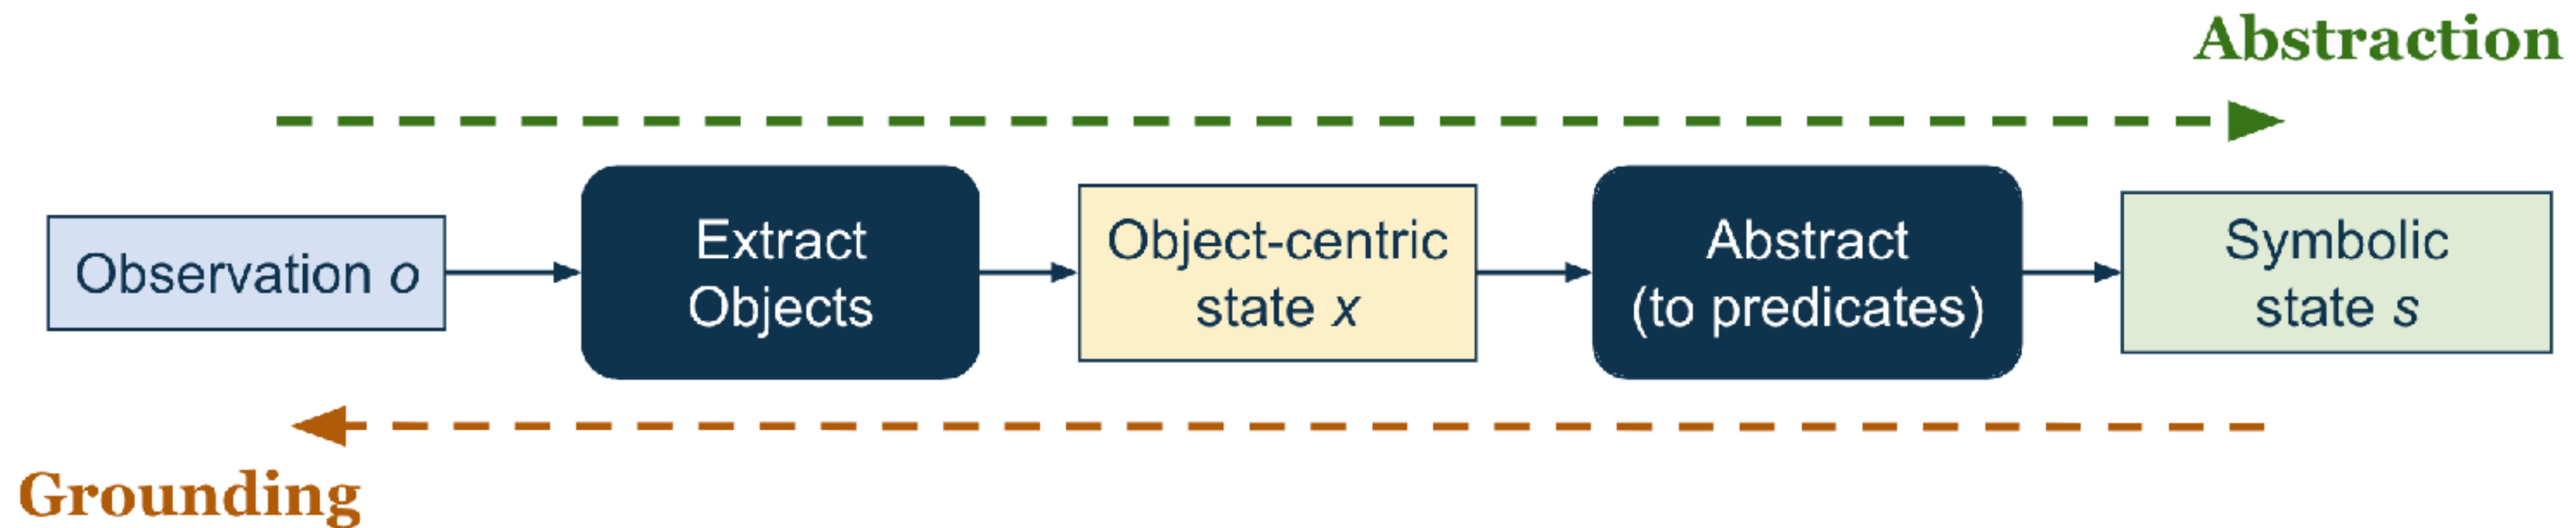 Abstraction
Observation o
Extract
Objects
Object-centric
state x
Abstract
(to predicates)
Symbolic
state s
Grounding